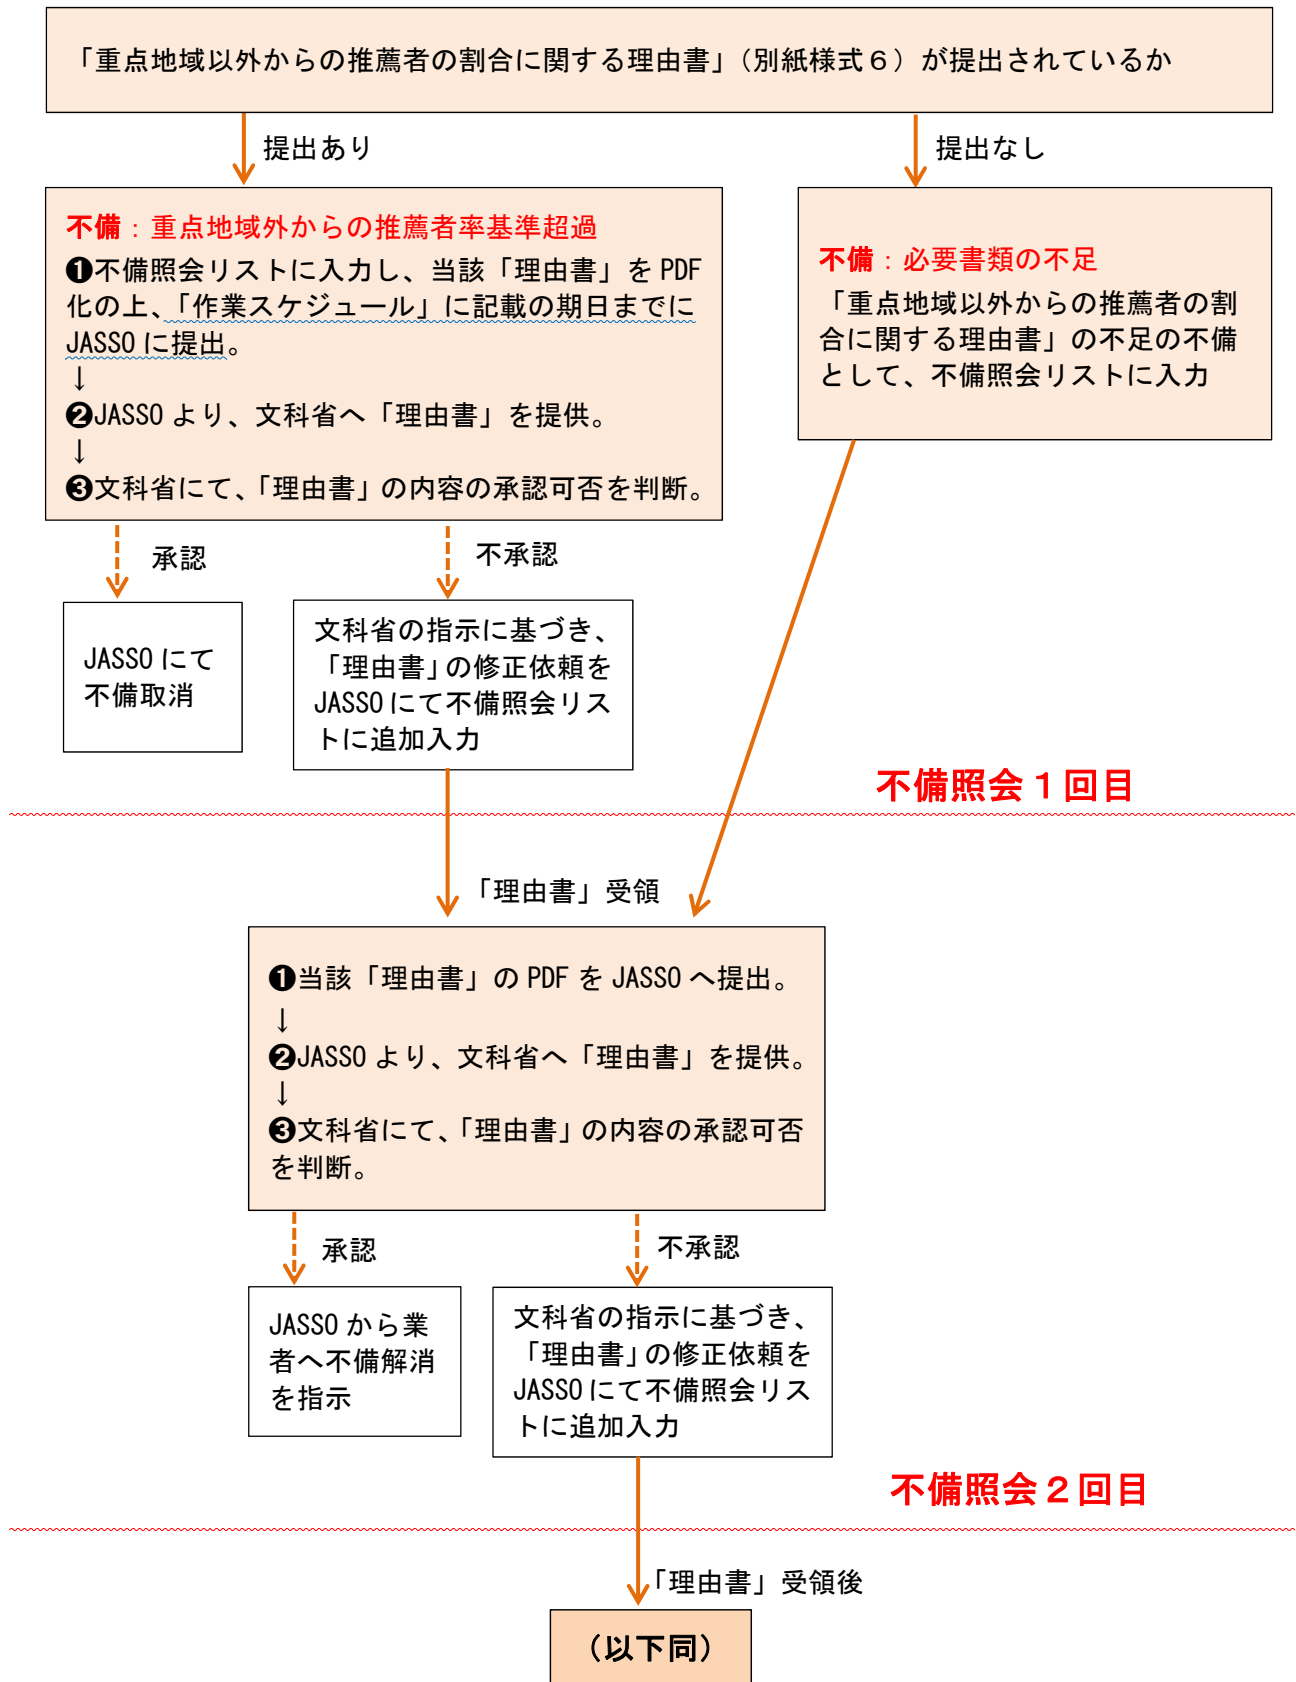 「重点地域以外からの推薦者の割合に関する理由書」（別紙様式６）が提出されているか
提出あり
提出なし
不備：重点地域外からの推薦者率基準超過
❶不備照会リストに入力し、当該「理由書」を PDF
化の上、「作業スケジュール」に記載の期日までに
JASSO に提出。
↓
❷JASSO より、文科省へ「理由書」を提供。
↓
❸文科省にて、「理由書」の内容の承認可否を判断。
不備：必要書類の不足
「重点地域以外からの推薦者の割
合に関する理由書」の不足の不備
として、不備照会リストに入力
承認
不承認
JASSO にて
不備取消
文科省の指示に基づき、
「理由書」の修正依頼を
JASSO にて不備照会リス
トに追加入力
不備照会１回目
「理由書」受領
❶当該「理由書」の PDF を JASSO へ提出。
↓
❷JASSO より、文科省へ「理由書」を提供。
↓
❸文科省にて、「理由書」の内容の承認可否
を判断。
承認
不承認
JASSO から業
者へ不備解消
を指示
文科省の指示に基づき、
「理由書」の修正依頼を
JASSO にて不備照会リス
トに追加入力
不備照会２回目
「理由書」受領後
（以下同）